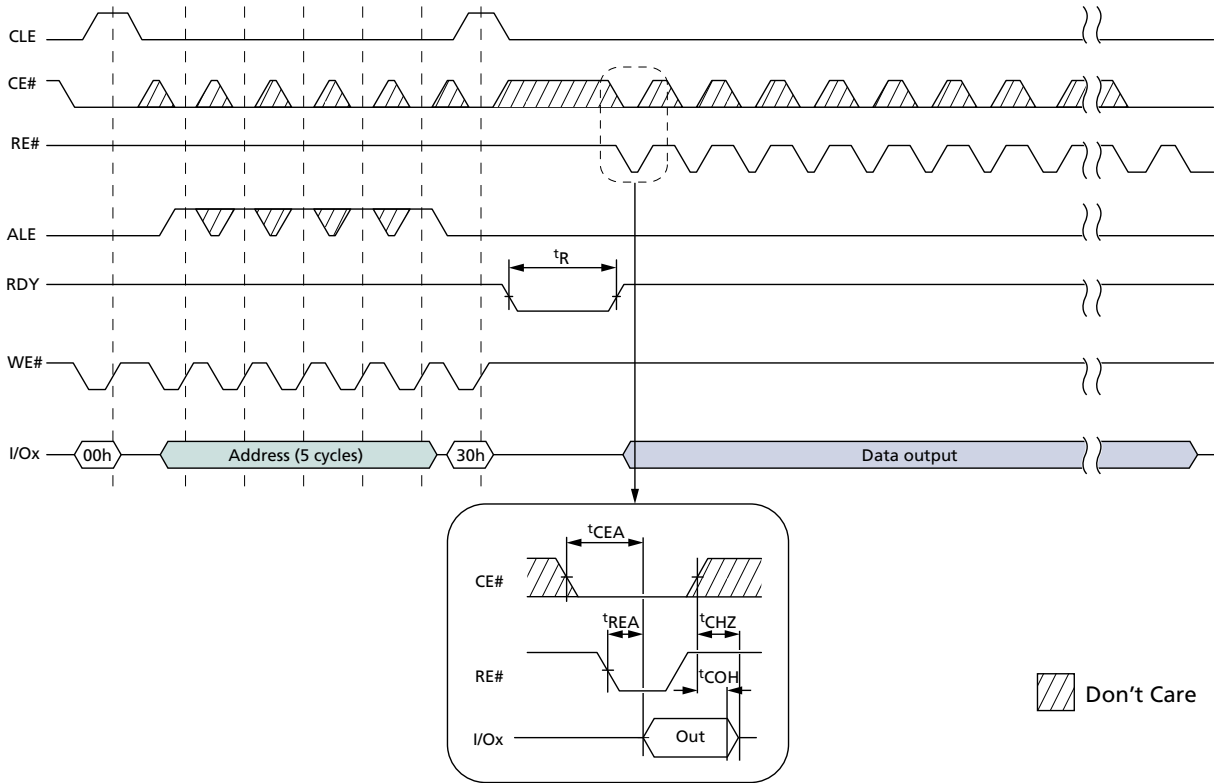 CLE
CE#
RE#
ALE
tR
RDY
WE#
I/Ox 00h Address (5 cycles) 30h Data output
tCEA
CE#
tREA tCHZ
RE#
tCOH
I/Ox Out
Don't Care